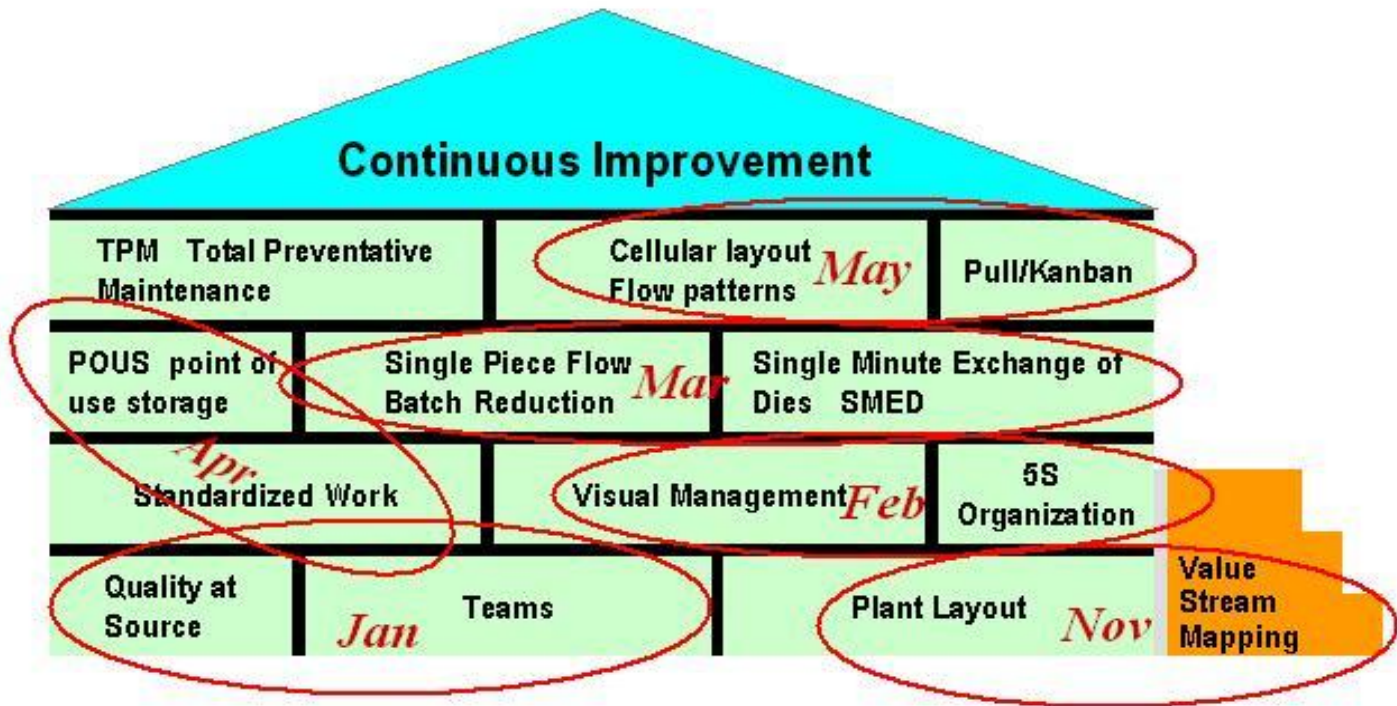 Continuous Improvement
TPM Total Preventative
Maintenance
Cellular layout
Flow patterns
May
Pull/Kanban
POUS point of
use storage
Single Piece Flow
Batch Reduction
Mar
Single Minute Exchange of
Dies SMED
Apr
Standardized Work
Visual Management
Feb
5S
Organization
Quality at
Source
Jan
Teams
Plant Layout
Nov
Value
Stream
Mapping